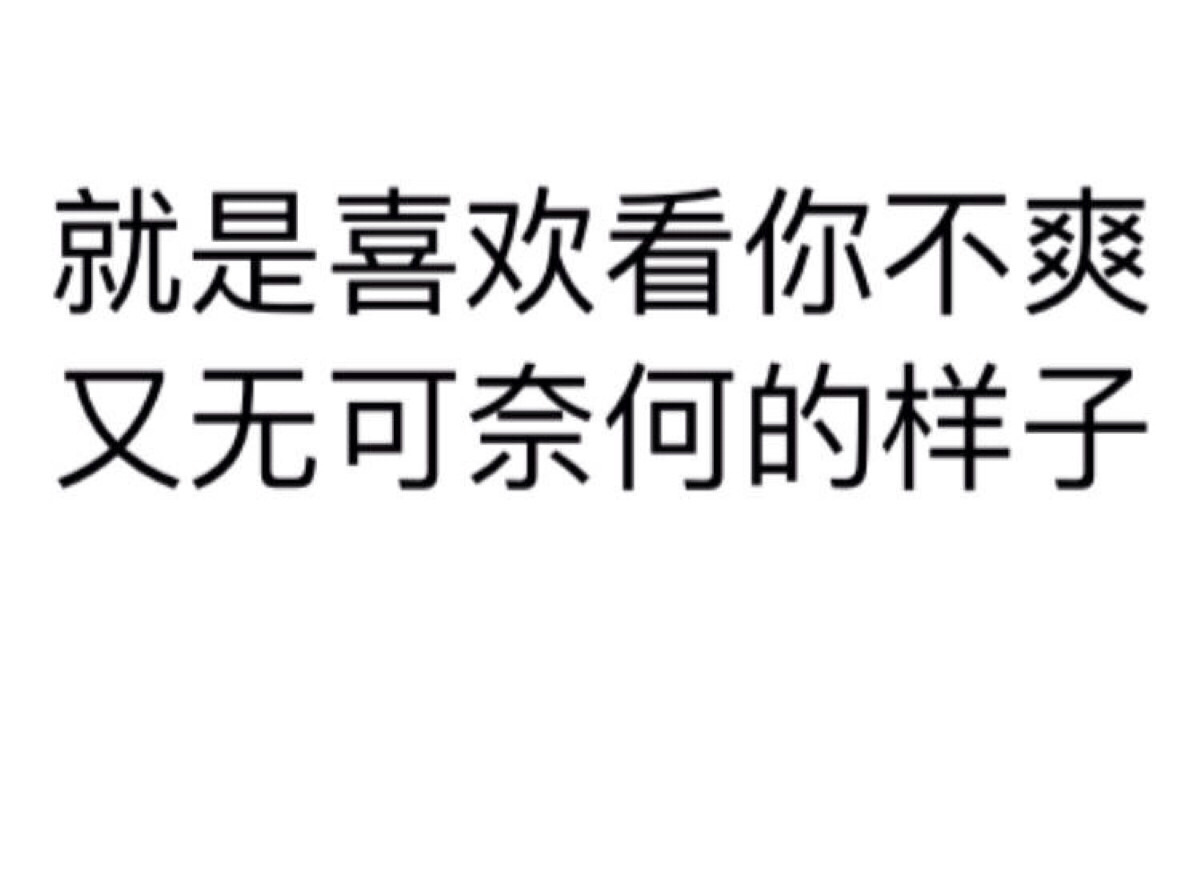 就是喜欢看你不爽
又无可奈何的样子